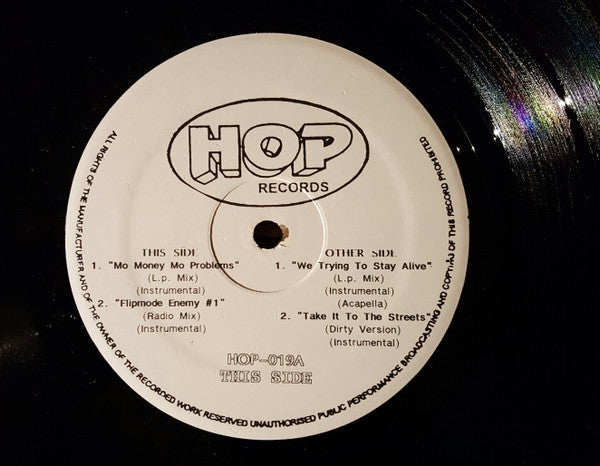 HOP
RECORDS
THIS SIDE
1. "Mo Money Mo Problems"
(L.p. Mix)
(Instrumental)
2. "Flipmode Enemy #1"
(Radio Mix)
(Instrumental)
OTHER SIDE
1. "We Trying To Stay Alive"
(L.p. Mix)
(Instrumental)
(Acapella)
2. "Take It To The Streets"
(Dirty Version)
(Instrumental)
HOP-019A
THIS SIDE
ALL RIGHTS OF THE MANUFACTURER AND OF THE OWNER OF THE RECORDED WORK RESERVED UNAUTHORISED PUBLIC PERFORMANCE BROADCASTING AND COPYING OF THIS RECORD PROHIBITED